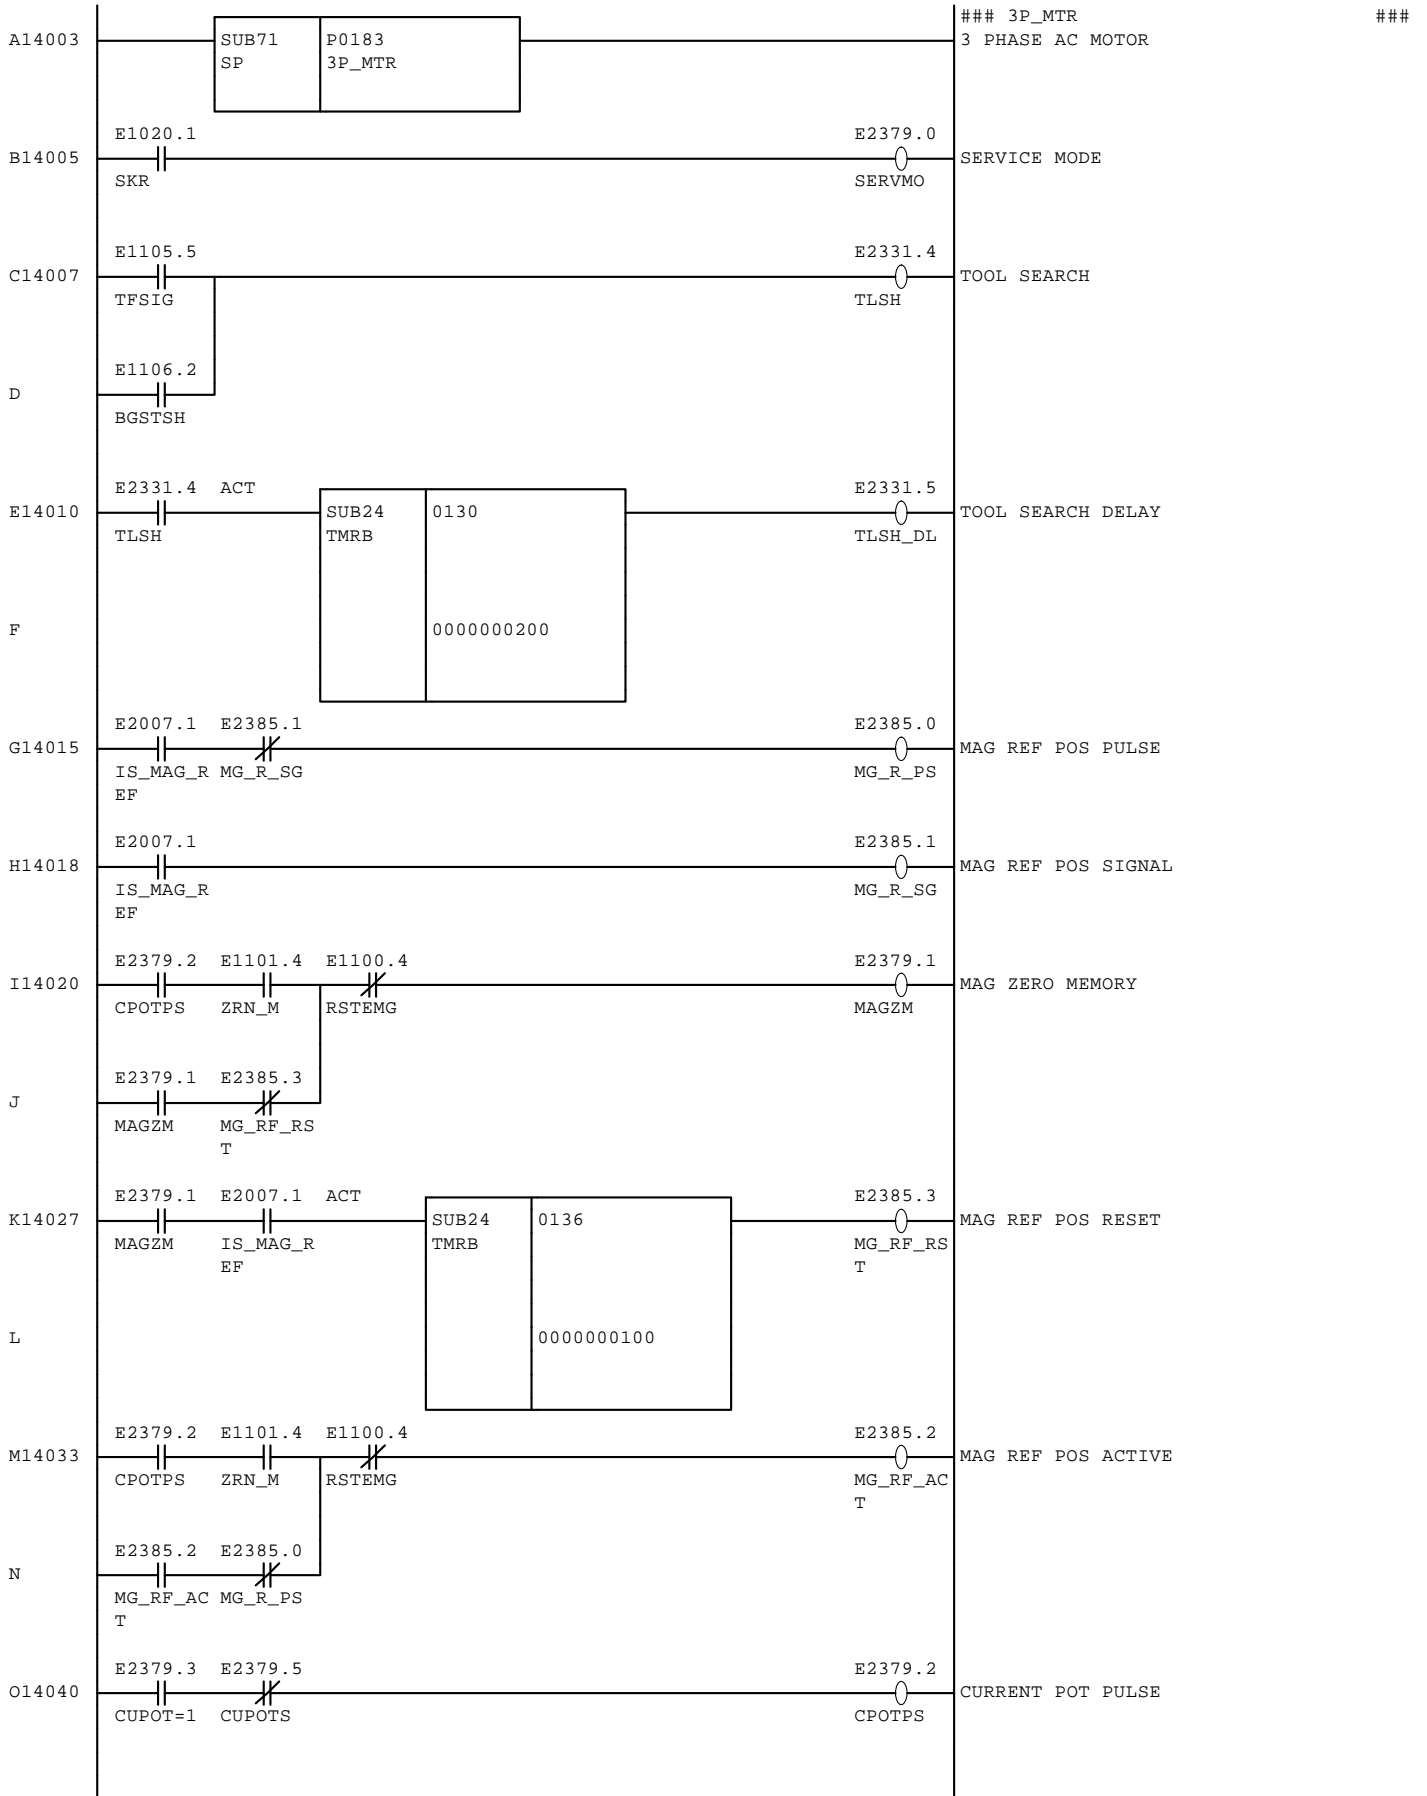 ### 3P_MTR ###
A14003 SUB71 P0183 3 PHASE AC MOTOR
SP 3P_MTR
E1020.1 E2379.0
B14005 SERVICE MODE
SKR SERVMO
E1105.5 E2331.4
C14007 TOOL SEARCH
TFSIG TLSH
E1106.2
D
BGSTSH
E2331.4 ACT E2331.5
E14010 SUB24 0130 TOOL SEARCH DELAY
TLSH TMRB TLSH_DL
F 0000000200
E2007.1 E2385.1 E2385.0
G14015 MAG REF POS PULSE
IS_MAG_R MG_R_SG MG_R_PS
EF
E2007.1 E2385.1
H14018 MAG REF POS SIGNAL
IS_MAG_R MG_R_SG
EF
E2379.2 E1101.4 E1100.4 E2379.1
I14020 MAG ZERO MEMORY
CPOTPS ZRN_M RSTEMG MAGZM
E2379.1 E2385.3
J
MAGZM MG_RF_RS
T
E2379.1 E2007.1 ACT E2385.3
K14027 SUB24 0136 MAG REF POS RESET
MAGZM IS_MAG_R TMRB MG_RF_RS
EF T
L 0000000100
E2379.2 E1101.4 E1100.4 E2385.2
M14033 MAG REF POS ACTIVE
CPOTPS ZRN_M RSTEMG MG_RF_AC
T
E2385.2 E2385.0
N
MG_RF_AC MG_R_PS
T
E2379.3 E2379.5 E2379.2
O14040 CURRENT POT PULSE
CUPOT=1 CUPOTS CPOTPS